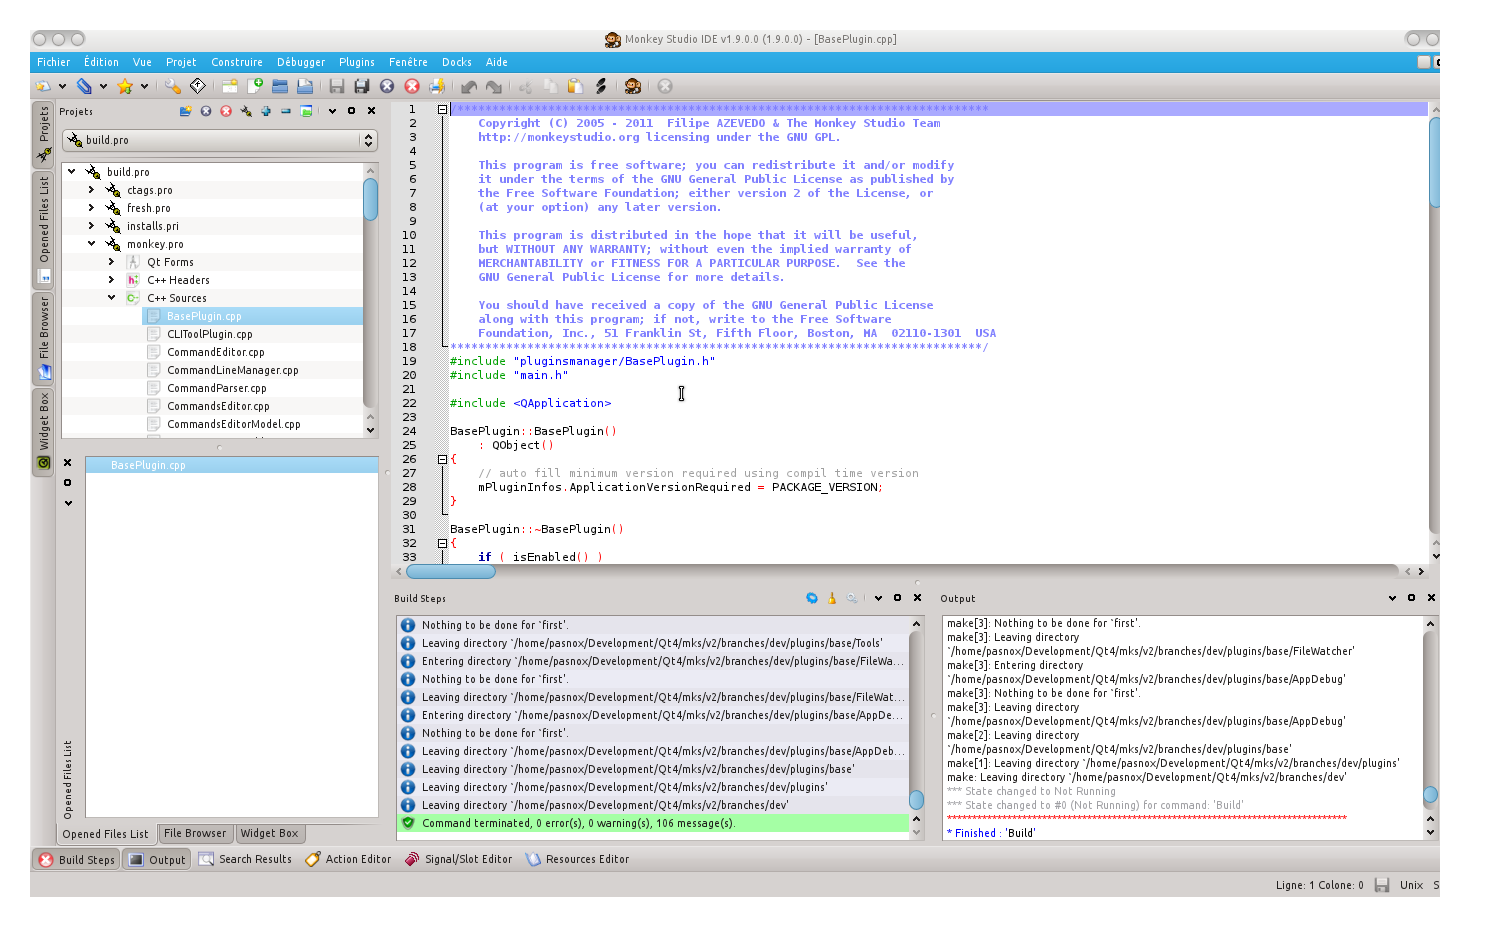 Monkey Studio IDE v1.9.0.0 (1.9.0.0) - [BasePlugin.cpp]
Fichier Édition Vue Projet Construire Débugger Plugins Fenêtre Docks Aide
Projets
Opened Files List
File Browser
Widget Box
Projets
build.pro
build.pro
ctags.pro
fresh.pro
installs.pri
monkey.pro
Qt Forms
C++ Headers
C++ Sources
BasePlugin.cpp
CLIToolPlugin.cpp
CommandEditor.cpp
CommandLineManager.cpp
CommandParser.cpp
CommandsEditor.cpp
CommandsEditorModel.cpp
BasePlugin.cpp
Opened Files List
Opened Files List File Browser Widget Box
1
2 Copyright (C) 2005 - 2011 Filipe AZEVEDO & The Monkey Studio Team
3 http://monkeystudio.org licensing under the GNU GPL.
4
5 This program is free software; you can redistribute it and/or modify
6 it under the terms of the GNU General Public License as published by
7 the Free Software Foundation; either version 2 of the License, or
8 (at your option) any later version.
9
10 This program is distributed in the hope that it will be useful,
11 but WITHOUT ANY WARRANTY; without even the implied warranty of
12 MERCHANTABILITY or FITNESS FOR A PARTICULAR PURPOSE. See the
13 GNU General Public License for more details.
14
15 You should have received a copy of the GNU General Public License
16 along with this program; if not, write to the Free Software
17 Foundation, Inc., 51 Franklin St, Fifth Floor, Boston, MA 02110-1301 USA
18
19 #include "pluginsmanager/BasePlugin.h"
20 #include "main.h"
21
22 #include <QApplication>
23
24 BasePlugin::BasePlugin()
25 : QObject()
26 {
27 // auto fill minimum version required using compil time version
28 mPluginInfos.ApplicationVersionRequired = PACKAGE_VERSION;
29 }
30
31 BasePlugin::~BasePlugin()
32 {
33 if ( isEnabled() )
Build Steps
Nothing to be done for `first'.
Leaving directory `/home/pasnox/Development/Qt4/mks/v2/branches/dev/plugins/base/Tools'
Entering directory `/home/pasnox/Development/Qt4/mks/v2/branches/dev/plugins/base/FileWa...
Nothing to be done for `first'.
Leaving directory `/home/pasnox/Development/Qt4/mks/v2/branches/dev/plugins/base/FileWat...
Entering directory `/home/pasnox/Development/Qt4/mks/v2/branches/dev/plugins/base/AppDe...
Nothing to be done for `first'.
Leaving directory `/home/pasnox/Development/Qt4/mks/v2/branches/dev/plugins/base/AppDeb...
Leaving directory `/home/pasnox/Development/Qt4/mks/v2/branches/dev/plugins/base'
Leaving directory `/home/pasnox/Development/Qt4/mks/v2/branches/dev/plugins'
Leaving directory `/home/pasnox/Development/Qt4/mks/v2/branches/dev'
Command terminated, 0 error(s), 0 warning(s), 106 message(s).
Output
make[3]: Nothing to be done for `first'.
make[3]: Leaving directory
`/home/pasnox/Development/Qt4/mks/v2/branches/dev/plugins/base/FileWatcher'
make[3]: Entering directory
`/home/pasnox/Development/Qt4/mks/v2/branches/dev/plugins/base/AppDebug'
make[3]: Nothing to be done for `first'.
make[3]: Leaving directory
`/home/pasnox/Development/Qt4/mks/v2/branches/dev/plugins/base/AppDebug'
make[2]: Leaving directory
`/home/pasnox/Development/Qt4/mks/v2/branches/dev/plugins/base'
make[1]: Leaving directory `/home/pasnox/Development/Qt4/mks/v2/branches/dev/plugins'
make: Leaving directory `/home/pasnox/Development/Qt4/mks/v2/branches/dev'
*** State changed to Not Running
*** State changed to #0 (Not Running) for command: 'Build'
* Finished : 'Build'
Build Steps Output Search Results Action Editor Signal/Slot Editor Resources Editor
Ligne: 1 Colone: 0 Unix S